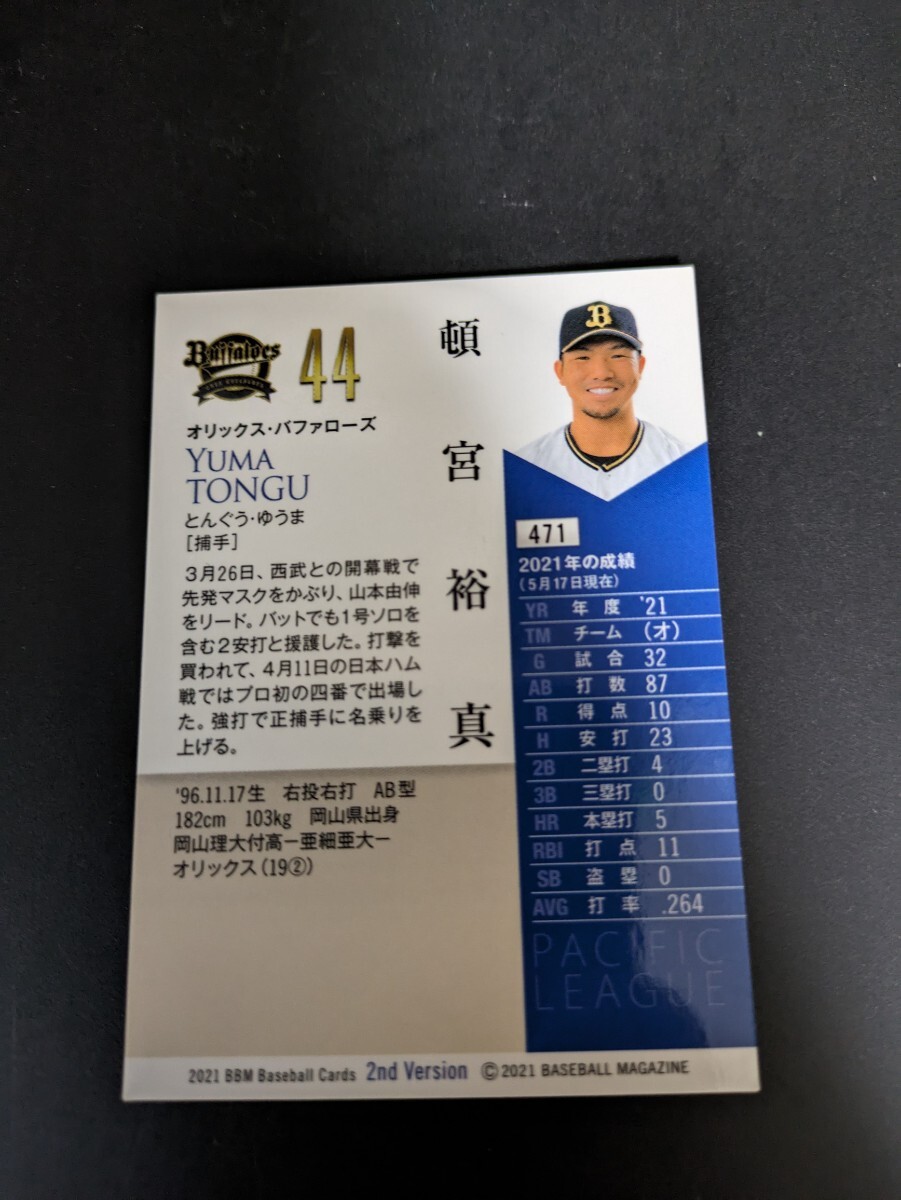 Buffaloes
44
オリックス・バファローズ
YUMA
TONGU
とんぐう・ゆうま
［捕手］
頓宮裕真
3月26日、西武との開幕戦で
先発マスクをかぶり、山本由伸
をリード。バットでも1号ソロを
含む2安打と援護した。打撃を
買われて、4月11日の日本ハム
戦ではプロ初の四番で出場し
た。強打で正捕手に名乗りを
上げる。
'96.11.17生 右投右打 AB型
182cm 103kg 岡山県出身
岡山理大付高－亜細亜大－
オリックス（19②）
B
471
2021年の成績
（5月17日現在）
YR 年度 '21
TM チーム （オ）
G 試合 32
AB 打数 87
R 得点 10
H 安打 23
2B 二塁打 4
3B 三塁打 0
HR 本塁打 5
RBI 打点 11
SB 盗塁 0
AVG 打率 .264
PACIFIC
LEAGUE
2021 BBM Baseball Cards 2nd Version ©2021 BASEBALL MAGAZINE